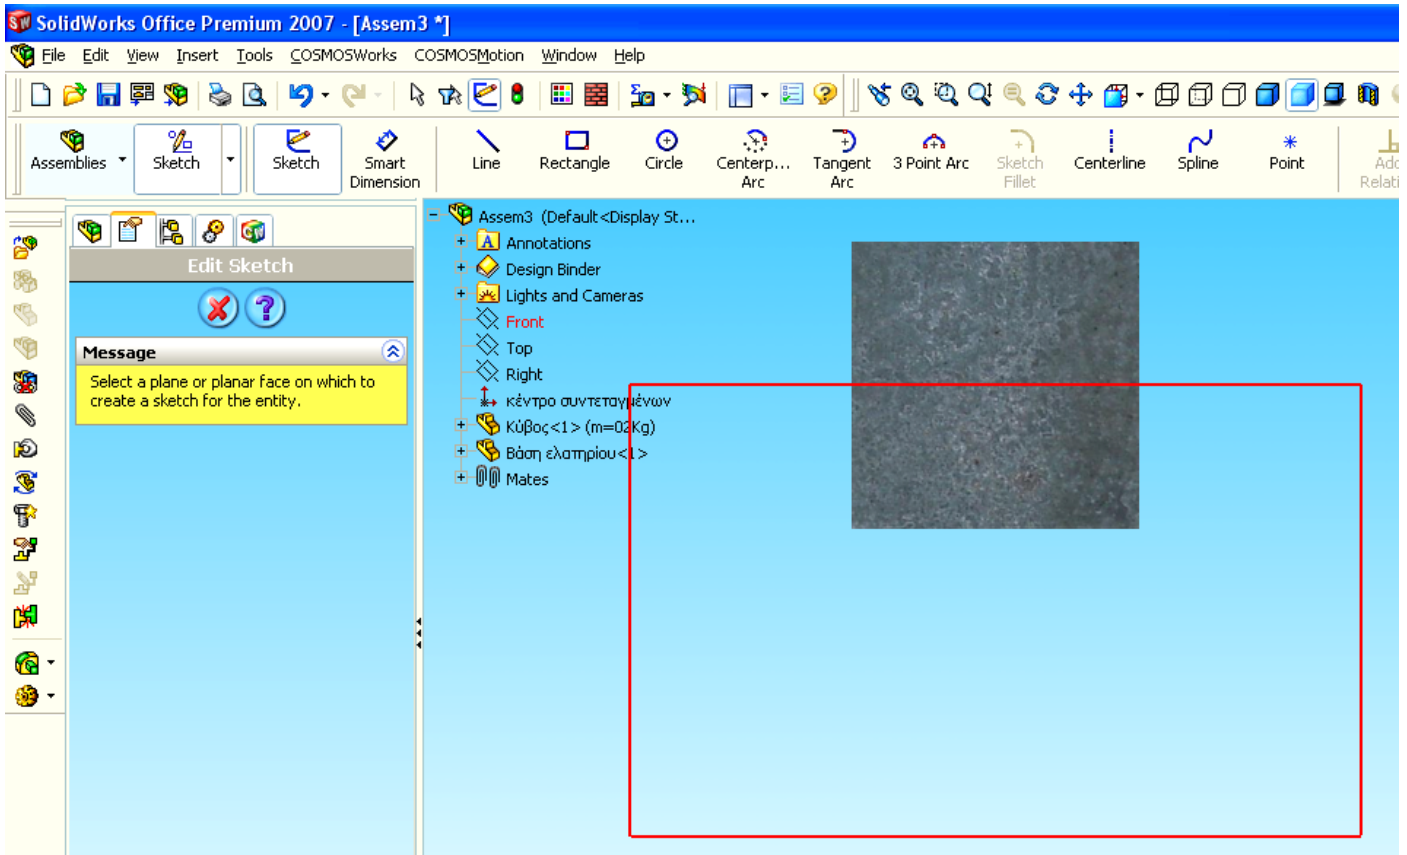 SolidWorks Office Premium 2007 - [Assem3 *]
File Edit View Insert Tools COSMOSWorks COSMOSMotion Window Help
Assemblies Sketch Sketch Smart Dimension Line Rectangle Circle Centerp... Arc Tangent Arc 3 Point Arc Sketch Fillet Centerline Spline Point
Edit Sketch
Message
Select a plane or planar face on which to
create a sketch for the entity.
Assem3 (Default<Display St...
Annotations
Design Binder
Lights and Cameras
Front
Top
Right
κέντρο συντεταγμένων
Κύβος<1> (m=02Kg)
Βάση ελατηρίου<1>
Mates